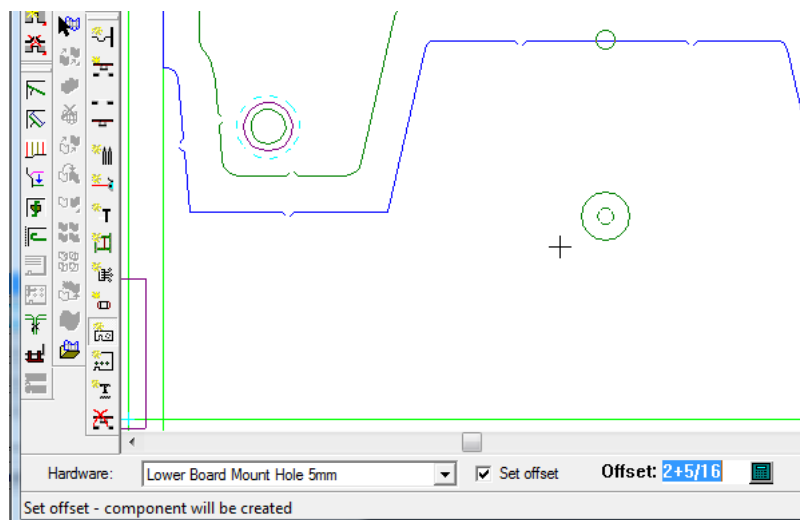 T
T
Hardware: Lower Board Mount Hole 5mm Set offset Offset: 2+5/16
Set offset - component will be created